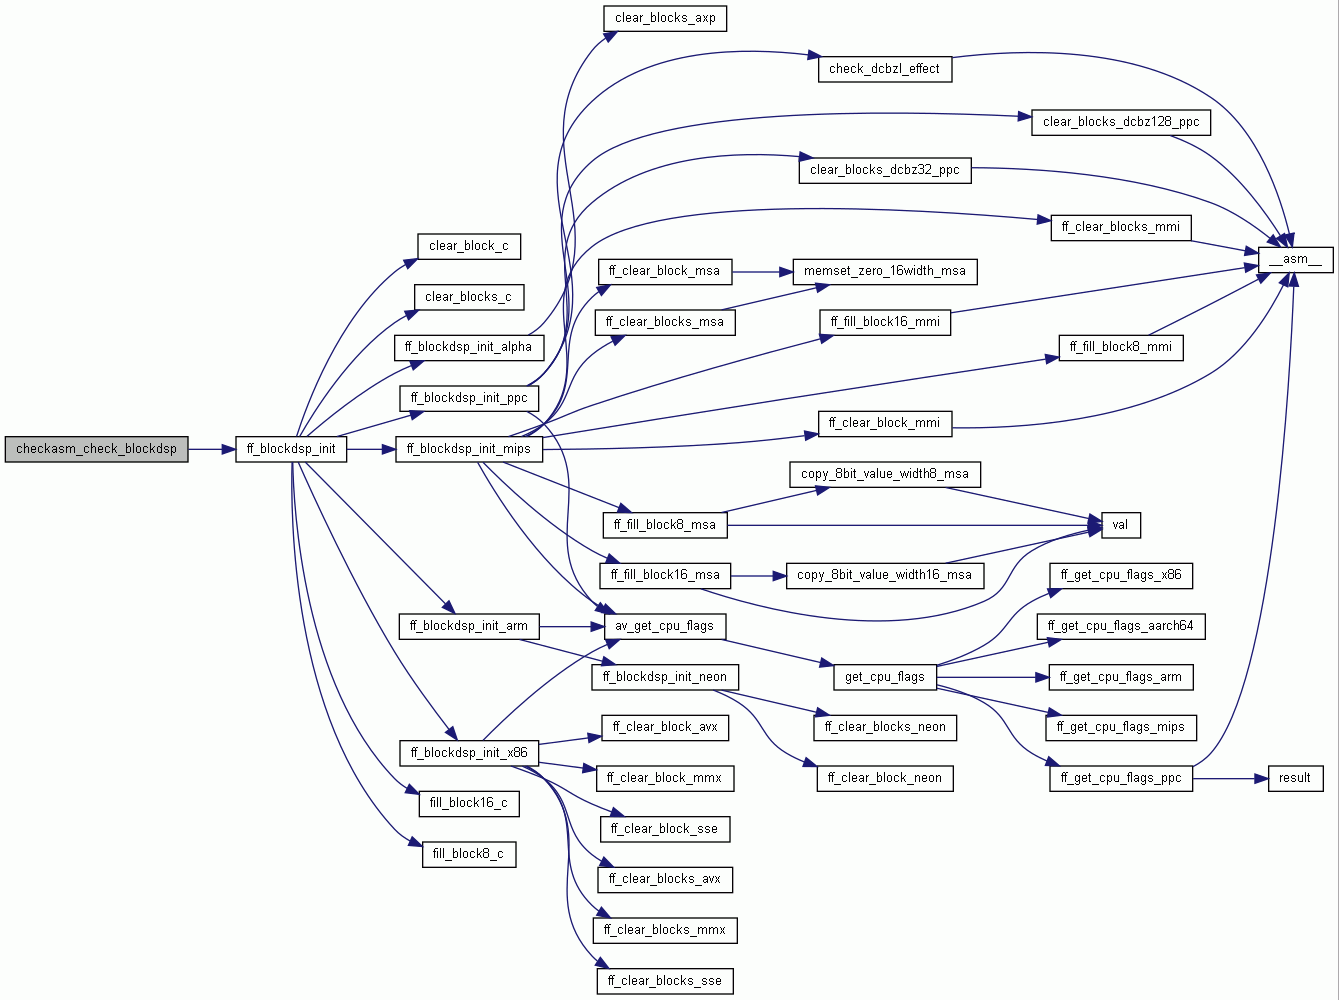 clear_blocks_axp
check_dcbzl_effect
clear_blocks_dcbz128_ppc
clear_blocks_dcbz32_ppc
ff_clear_blocks_mmi
clear_block_c
__asm__
ff_clear_block_msa
memset_zero_16width_msa
clear_blocks_c
ff_clear_blocks_msa
ff_fill_block16_mmi
ff_blockdsp_init_alpha
ff_fill_block8_mmi
ff_blockdsp_init_ppc
ff_clear_block_mmi
checkasm_check_blockdsp
ff_blockdsp_init
ff_blockdsp_init_mips
copy_8bit_value_width8_msa
ff_fill_block8_msa
val
ff_fill_block16_msa
copy_8bit_value_width16_msa
ff_get_cpu_flags_x86
ff_blockdsp_init_arm
av_get_cpu_flags
ff_get_cpu_flags_aarch64
ff_blockdsp_init_neon
get_cpu_flags
ff_get_cpu_flags_arm
ff_clear_block_avx
ff_clear_blocks_neon
ff_get_cpu_flags_mips
ff_blockdsp_init_x86
ff_clear_block_mmx
ff_clear_block_neon
ff_get_cpu_flags_ppc
result
fill_block16_c
ff_clear_block_sse
fill_block8_c
ff_clear_blocks_avx
ff_clear_blocks_mmx
ff_clear_blocks_sse